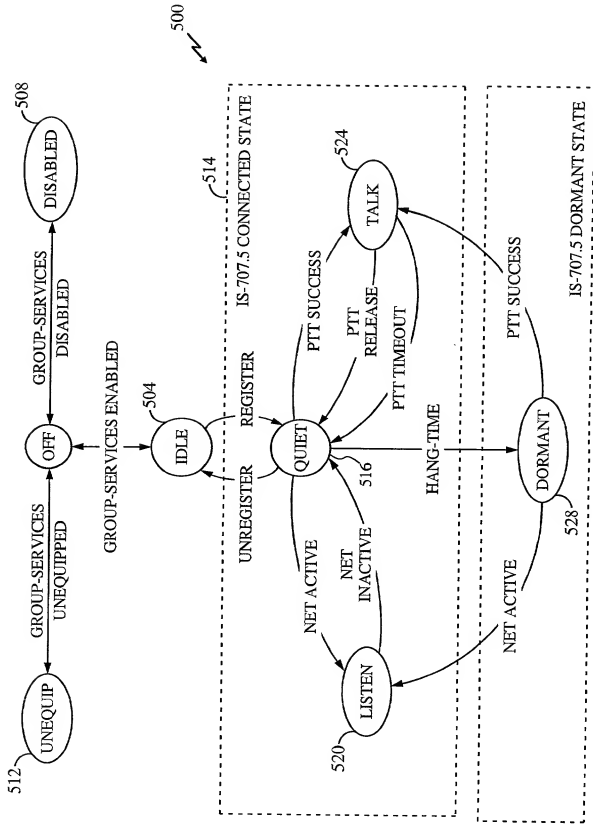 500
508
DISABLED
GROUP-SERVICES
DISABLED
OFF
GROUP-SERVICES
UNEQUIPPED
UNEQUIP
512
GROUP-SERVICES ENABLED
504
IDLE
REGISTER
UNREGISTER
514
IS-707.5 CONNECTED STATE
QUIET
516
PTT SUCCESS
PTT
RELEASE
PTT TIMEOUT
TALK
524
NET ACTIVE
NET
INACTIVE
LISTEN
520
HANG-TIME
IS-707.5 DORMANT STATE
PTT SUCCESS
DORMANT
528
NET ACTIVE